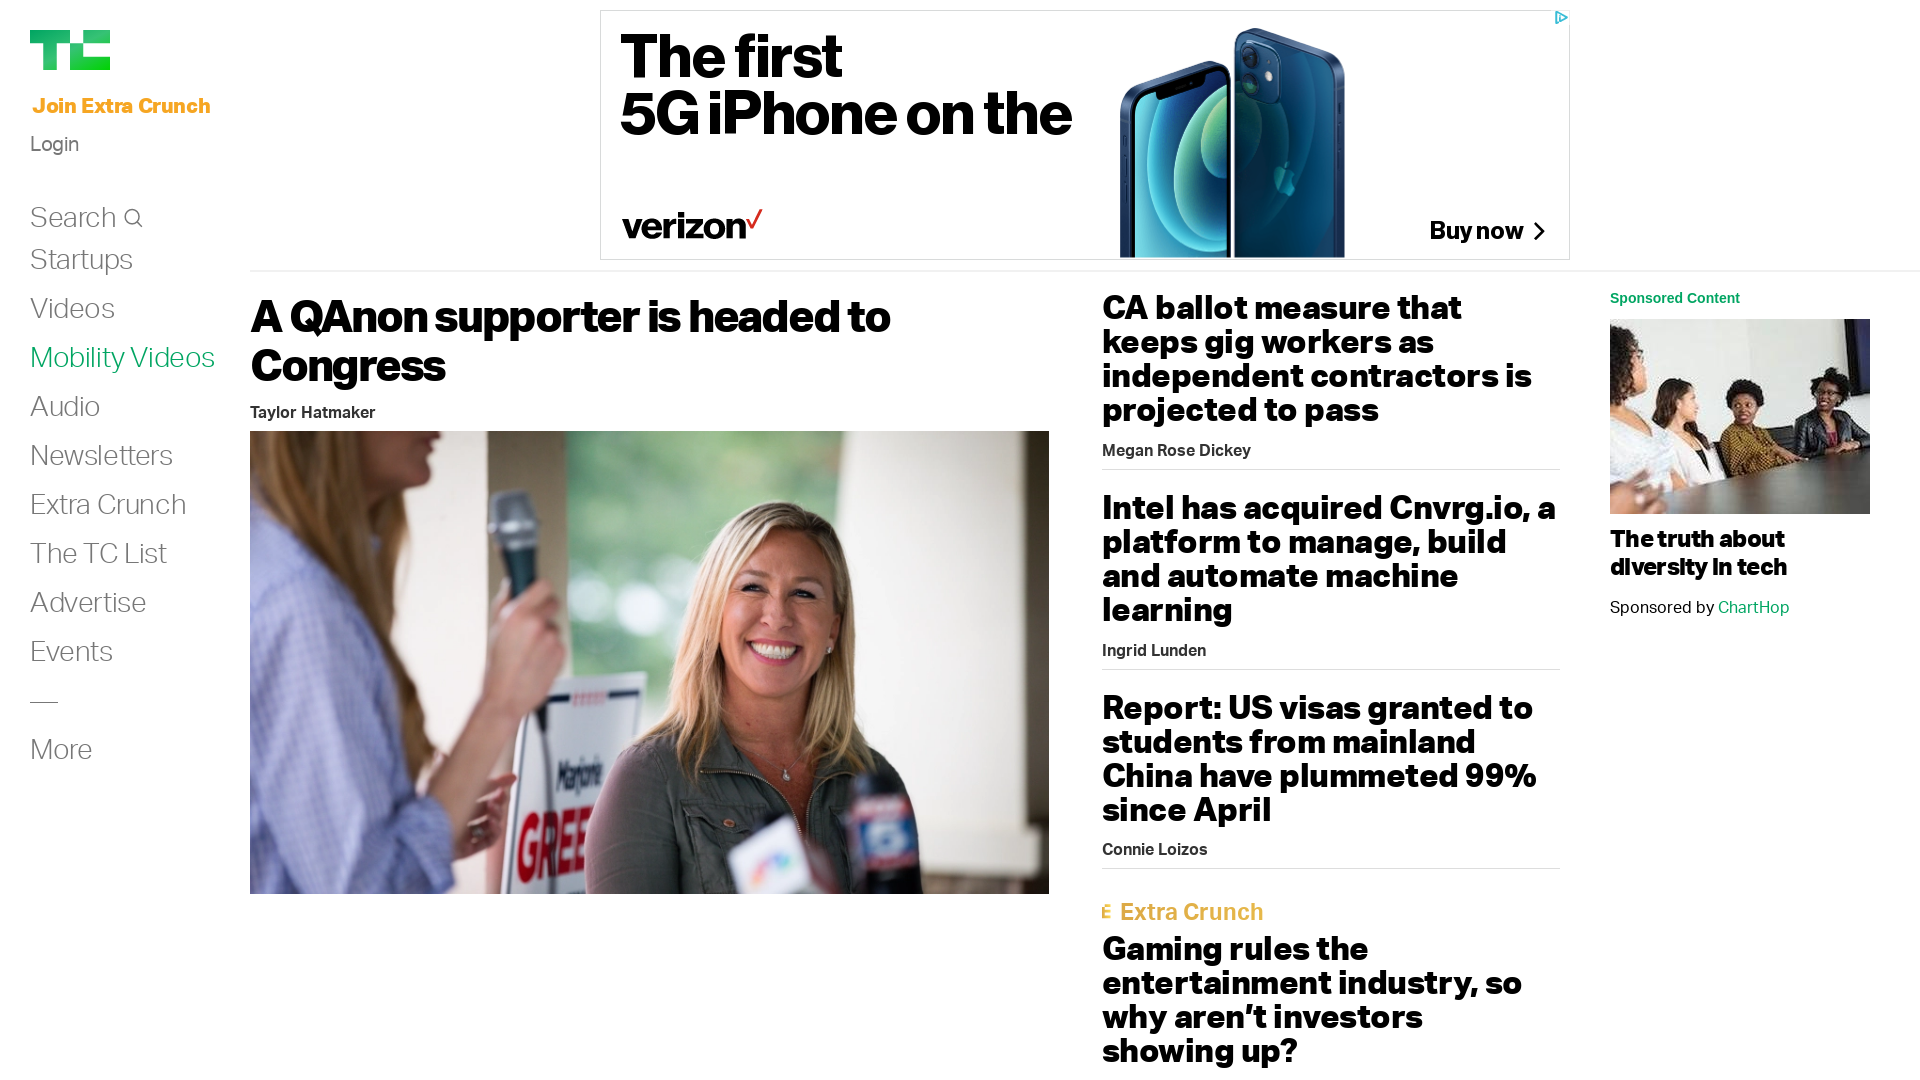 TC
Join Extra Crunch
Login
Search
Startups
Videos
Mobility Videos
Audio
Newsletters
Extra Crunch
The TC List
Advertise
Events
—
More
The first
5G iPhone on the
verizon
Buy now
A QAnon supporter is headed to
Congress
Taylor Hatmaker
Marjorie
GREE
5
CA ballot measure that
keeps gig workers as
independent contractors is
projected to pass
Megan Rose Dickey
Intel has acquired Cnvrg.io, a
platform to manage, build
and automate machine
learning
Ingrid Lunden
Report: US visas granted to
students from mainland
China have plummeted 99%
since April
Connie Loizos
Extra Crunch
Gaming rules the
entertainment industry, so
why aren’t investors
showing up?
Sponsored Content
The truth about
diversity in tech
Sponsored by ChartHop